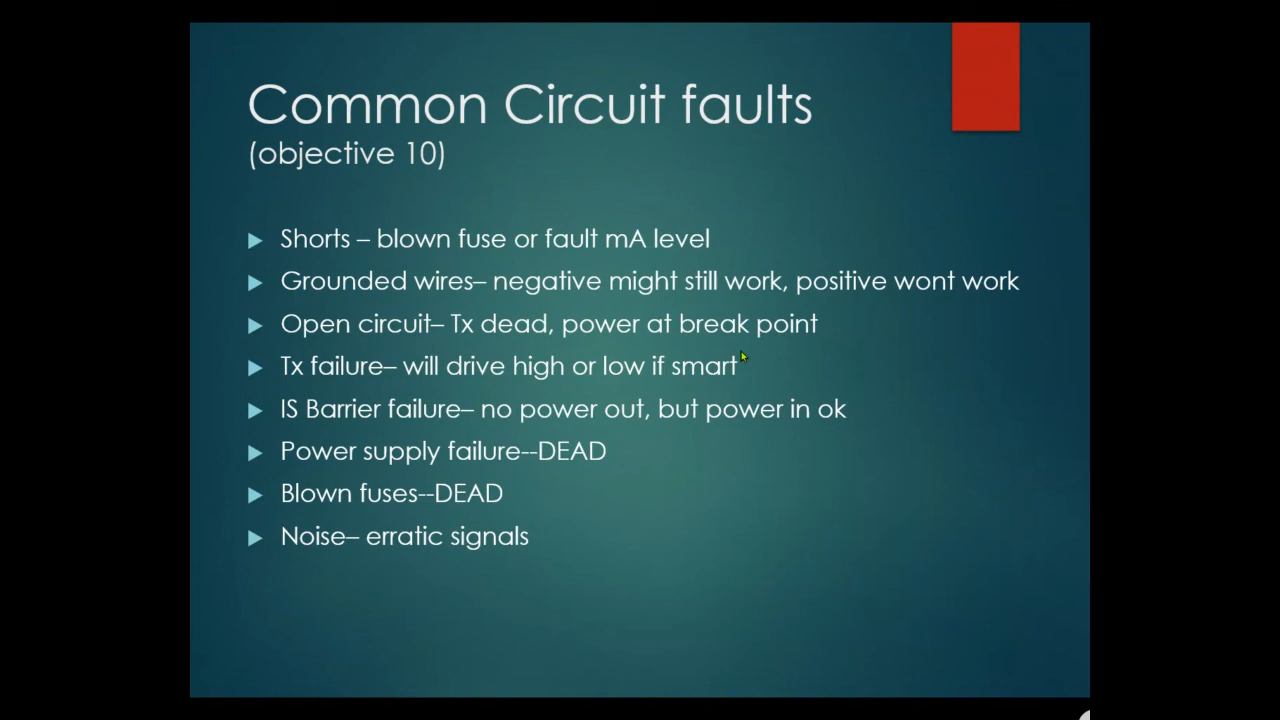 Common Circuit faults
(objective 10)
Shorts – blown fuse or fault mA level
Grounded wires– negative might still work, positive wont work
Open circuit– Tx dead, power at break point
Tx failure– will drive high or low if smart
IS Barrier failure– no power out, but power in ok
Power supply failure--DEAD
Blown fuses--DEAD
Noise– erratic signals